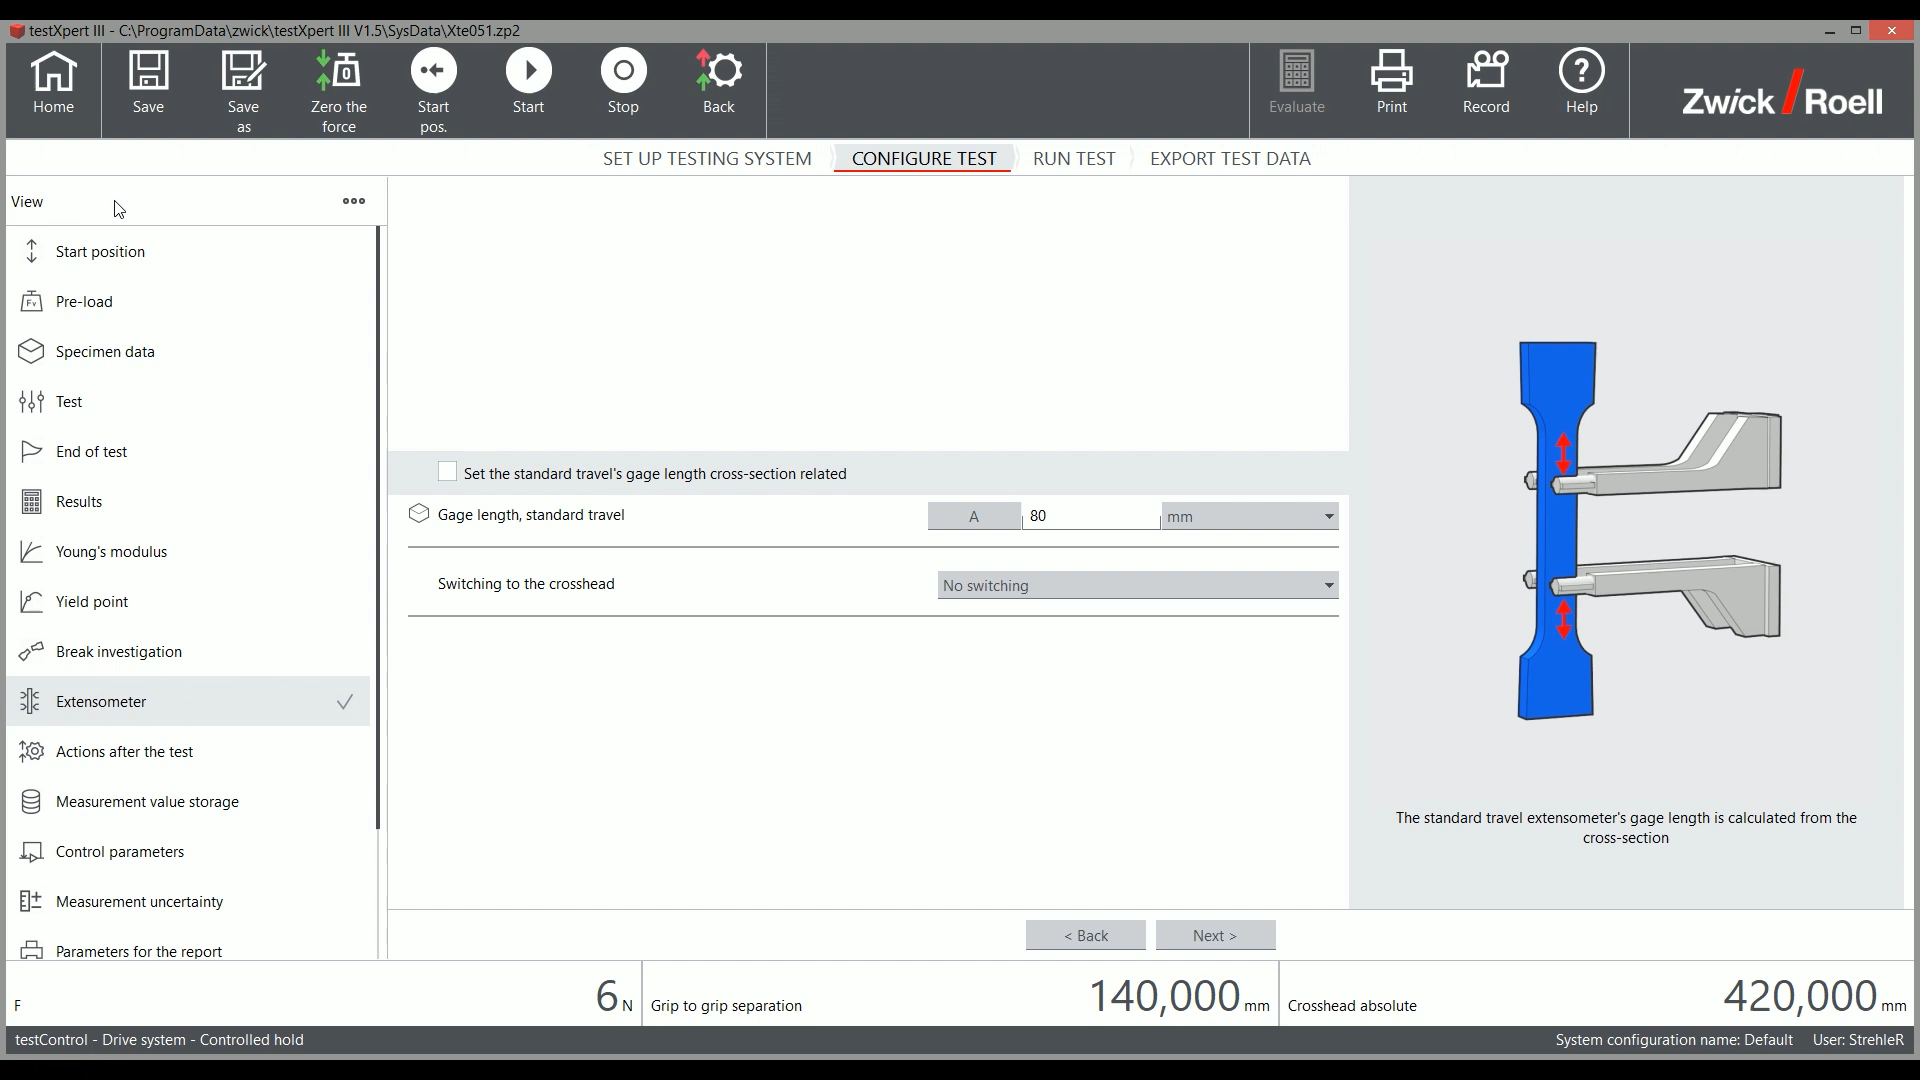 testXpert III - C:\ProgramData\zwick\testXpert III V1.5\SysData\Xte051.zp2
Home
Save
Save as
Zero the force
Start pos.
Start
Stop
Back
Evaluate
Print
Record
Help
Zwick / Roell
SET UP TESTING SYSTEM
CONFIGURE TEST
RUN TEST
EXPORT TEST DATA
View
Start position
Fv
Pre-load
Specimen data
Test
End of test
Results
Young's modulus
Yield point
Break investigation
Extensometer
Actions after the test
Measurement value storage
Control parameters
Measurement uncertainty
Parameters for the report
Set the standard travel's gage length cross-section related
Gage length, standard travel A 80 mm
Switching to the crosshead No switching
The standard travel extensometer's gage length is calculated from the
cross-section
< Back
Next >
F 6 N
Grip to grip separation 140,000 mm
Crosshead absolute 420,000 mm
testControl - Drive system - Controlled hold
System configuration name: Default User: StrehleR